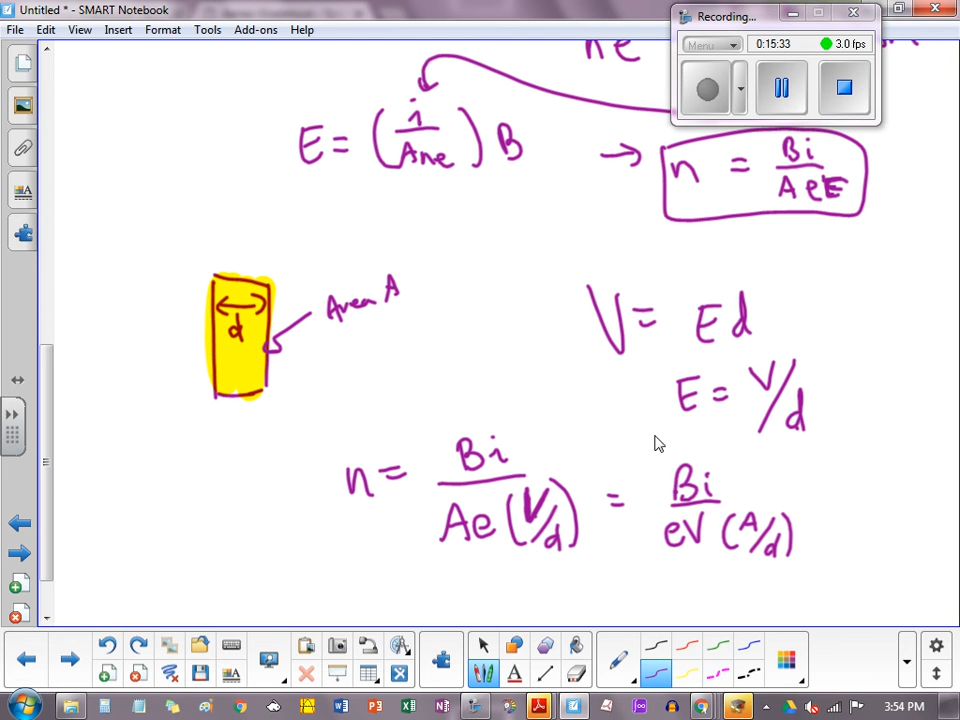 Untitled * - SMART Notebook
Recording...
File Edit View Insert Format Tools Add-ons Help
Menu 0:15:33 3.0 fps
ne
E = (i/Ane) B → n = Bi/AeE
d
Area A
V = Ed
E = V/d
n = Bi/Ae(V/d) = Bi/eV(A/d)
3:54 PM